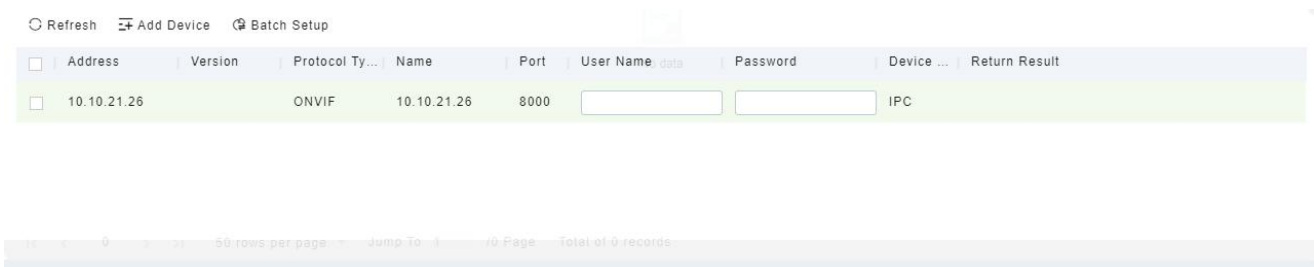 Refresh Add Device Batch Setup
Address Version Protocol Ty... Name Port User Name Password Device ... Return Result
10.10.21.26 ONVIF 10.10.21.26 8000 IPC
0 50 rows per page Jump To 1 /0 Page Total of 0 records